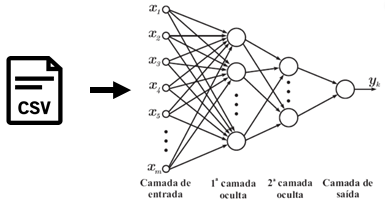 CSV
x₁
x₂
x₃
x₄
x₅
xₘ
yₖ
Camada de
entrada
1ª camada
oculta
2ª camada
oculta
Camada de
saída